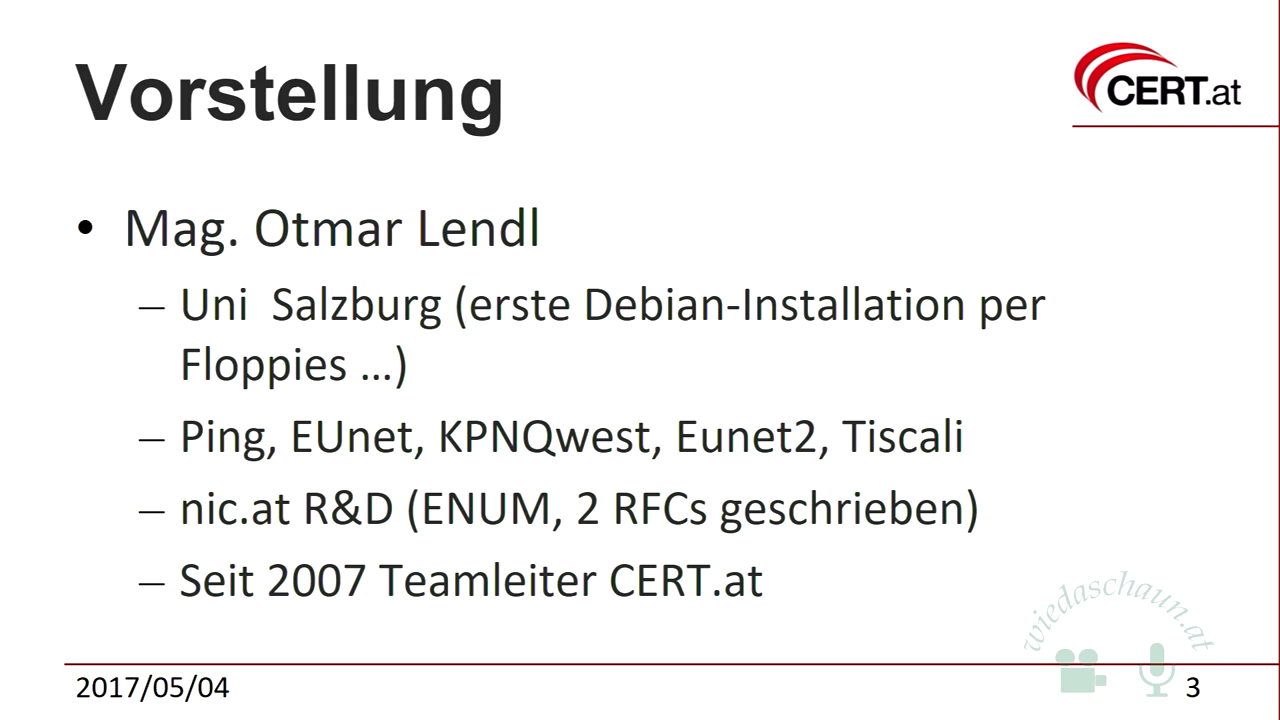 Vorstellung
CERT.at
• Mag. Otmar Lendl
– Uni  Salzburg (erste Debian-Installation per
Floppies …)
– Ping, EUnet, KPNQwest, Eunet2, Tiscali
– nic.at R&D (ENUM, 2 RFCs geschrieben)
– Seit 2007 Teamleiter CERT.at
wiedaschaun.at
2017/05/04
3